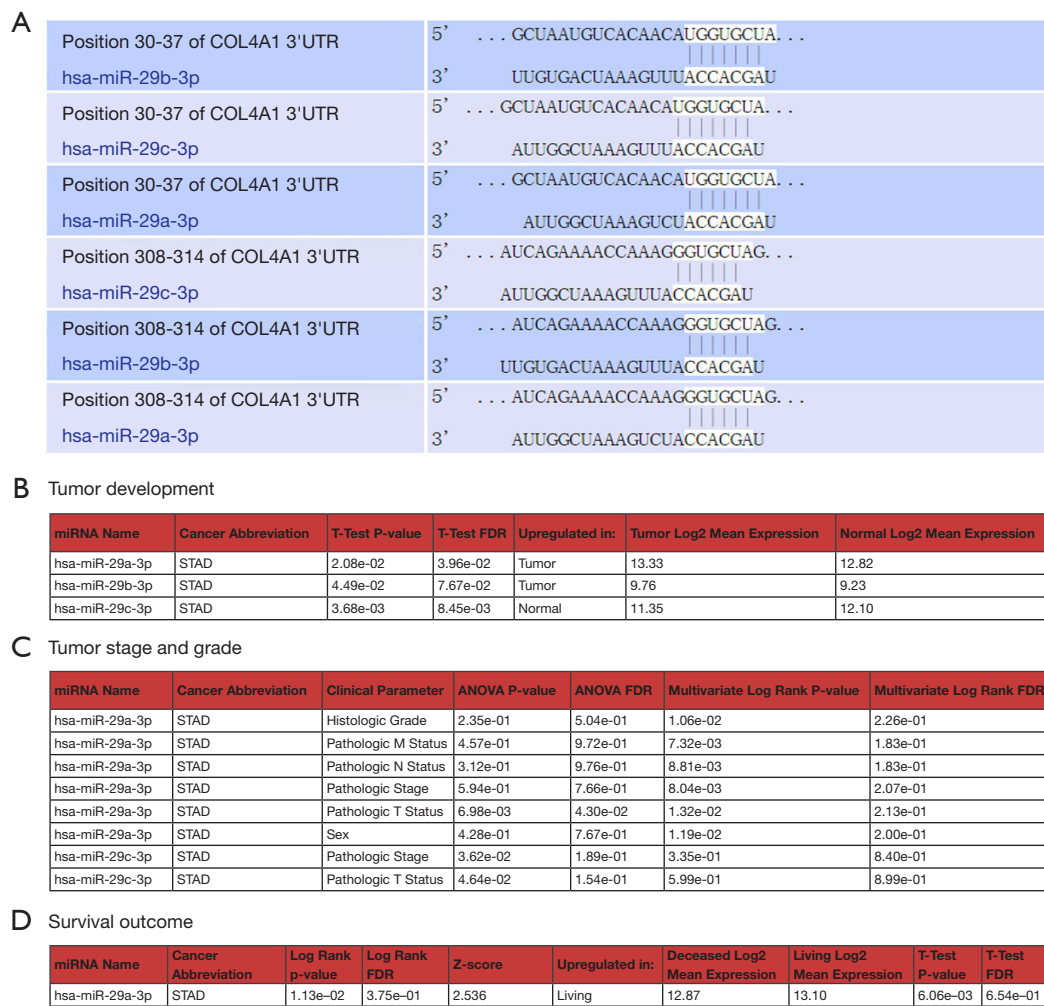 A
Position 30-37 of COL4A1 3'UTR 5' ... GCUAAUGUCACAACAUGGUGCUA...
hsa-miR-29b-3p 3' UUGUGACUAAAGUUUACCACGAU
Position 30-37 of COL4A1 3'UTR 5' ... GCUAAUGUCACAACAUGGUGCUA...
hsa-miR-29c-3p 3' AUUGGCUAAAGUUUACCACGAU
Position 30-37 of COL4A1 3'UTR 5' ... GCUAAUGUCACAACAUGGUGCUA...
hsa-miR-29a-3p 3' AUUGGCUAAAGUCUACCACGAU
Position 308-314 of COL4A1 3'UTR 5' ... AUCAGAAAACCAAAGGGUGCUAG...
hsa-miR-29c-3p 3' AUUGGCUAAAGUUUACCACGAU
Position 308-314 of COL4A1 3'UTR 5' ... AUCAGAAAACCAAAGGGUGCUAG...
hsa-miR-29b-3p 3' UUGUGACUAAAGUUUACCACGAU
Position 308-314 of COL4A1 3'UTR 5' ... AUCAGAAAACCAAAGGGUGCUAG...
hsa-miR-29a-3p 3' AUUGGCUAAAGUCUACCACGAU
B Tumor development
miRNA Name Cancer Abbreviation T-Test P-value T-Test FDR Upregulated in: Tumor Log2 Mean Expression Normal Log2 Mean Expression
hsa-miR-29a-3p STAD 2.08e-02 3.96e-02 Tumor 13.33 12.82
hsa-miR-29b-3p STAD 4.49e-02 7.67e-02 Tumor 9.76 9.23
hsa-miR-29c-3p STAD 3.68e-03 8.45e-03 Normal 11.35 12.10
C Tumor stage and grade
miRNA Name Cancer Abbreviation Clinical Parameter ANOVA P-value ANOVA FDR Multivariate Log Rank P-value Multivariate Log Rank FDR
hsa-miR-29a-3p STAD Histologic Grade 2.35e-01 5.04e-01 1.06e-02 2.26e-01
hsa-miR-29a-3p STAD Pathologic M Status 4.57e-01 9.72e-01 7.32e-03 1.83e-01
hsa-miR-29a-3p STAD Pathologic N Status 3.12e-01 9.76e-01 8.81e-03 1.83e-01
hsa-miR-29a-3p STAD Pathologic Stage 5.94e-01 7.66e-01 8.04e-03 2.07e-01
hsa-miR-29a-3p STAD Pathologic T Status 6.98e-03 4.30e-02 1.32e-02 2.13e-01
hsa-miR-29a-3p STAD Sex 4.28e-01 7.67e-01 1.19e-02 2.00e-01
hsa-miR-29c-3p STAD Pathologic Stage 3.62e-02 1.89e-01 3.35e-01 8.40e-01
hsa-miR-29c-3p STAD Pathologic T Status 4.64e-02 1.54e-01 5.99e-01 8.99e-01
D Survival outcome
miRNA Name Cancer Abbreviation Log Rank p-value Log Rank FDR Z-score Upregulated in: Deceased Log2 Mean Expression Living Log2 Mean Expression T-Test P-value T-Test FDR
hsa-miR-29a-3p STAD 1.13e–02 3.75e–01 2.536 Living 12.87 13.10 6.06e–03 6.54e–01